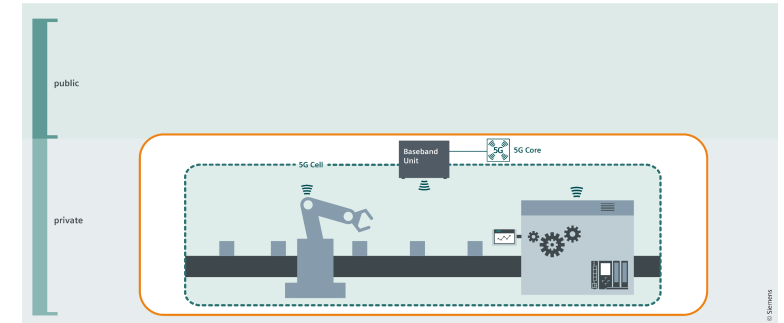 public
Baseband
Unit
5G
5G Core
5G Cell
private
© Siemens